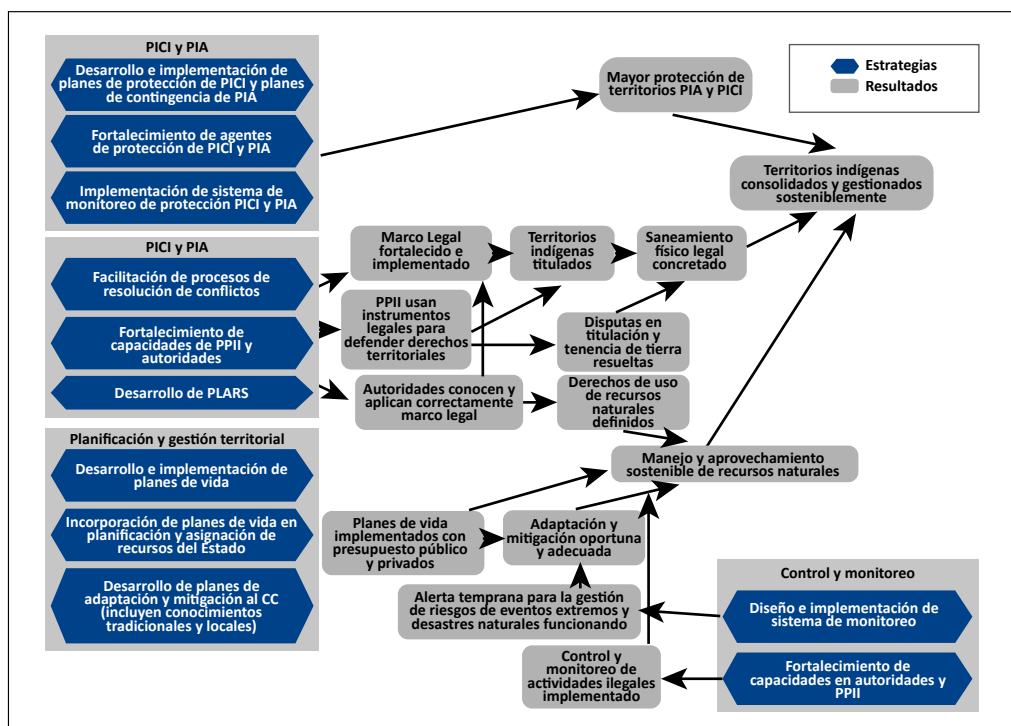 PICI y PIA
Desarrollo e implementación de
planes de protección de PICI y planes
de contingencia de PIA
Fortalecimiento de agentes
de protección de PICI y PIA
Implementación de sistema de
monitoreo de protección PICI y PIA
Mayor protección de
territorios PIA y PICI
Estrategias
Resultados
Territorios indígenas
consolidados y gestionados
sosteniblemente
PICI y PIA
Facilitación de procesos de
resolución de conflictos
Fortalecimiento de
capacidades de PPII y
autoridades
Desarrollo de PLARS
Marco Legal
fortalecido e
implementado
Territorios
indígenas
titulados
Saneamiento
físico legal
concretado
PPII usan
instrumentos
legales para
defender derechos
territoriales
Disputas en
titulación y
tenencia de tierra
resueltas
Autoridades conocen y
aplican correctamente
marco legal
Derechos de uso
de recursos
naturales
definidos
Manejo y aprovechamiento
sostenible de recursos naturales
Planificación y gestión territorial
Desarrollo e implementación de
planes de vida
Incorporación de planes de vida en
planificación y asignación de
recursos del Estado
Desarrollo de planes de
adaptación y mitigación al CC
(incluyen conocimientos
tradicionales y locales)
Planes de vida
implementados con
presupuesto público
y privados
Adaptación y
mitigación oportuna
y adecuada
Alerta temprana para la gestión
de riesgos de eventos extremos y
desastres naturales funcionando
Control y
monitoreo de
actividades ilegales
implementado
Control y monitoreo
Diseño e implementación de
sistema de monitoreo
Fortalecimiento de
capacidades en autoridades y
PPII